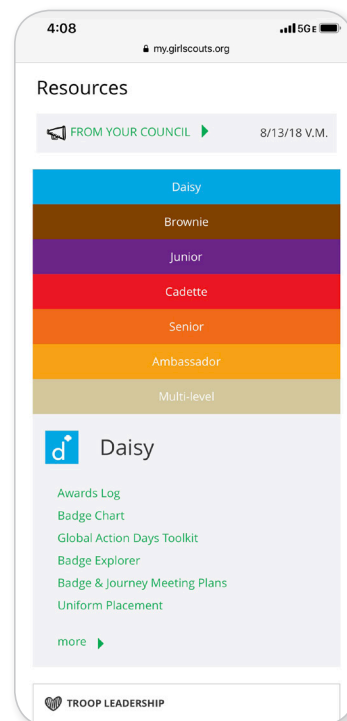 4:08
5GE
my.girlscouts.org
Resources
FROM YOUR COUNCIL
8/13/18 V.M.
Daisy
Brownie
Junior
Cadette
Senior
Ambassador
Multi-level
d
Daisy
Awards Log
Badge Chart
Global Action Days Toolkit
Badge Explorer
Badge & Journey Meeting Plans
Uniform Placement
more
TROOP LEADERSHIP